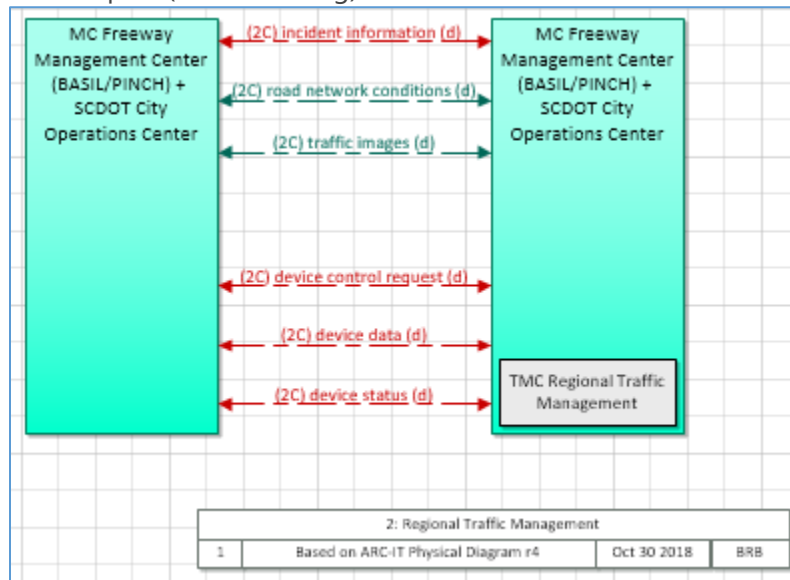 MC Freeway
Management Center
(BASIL/PINCH) +
SCDOT City
Operations Center
(2C) incident information (d)
(2C) road network conditions (d)
(2C) traffic images (d)
(2C) device control request (d)
(2C) device data (d)
(2C) device status (d)
MC Freeway
Management Center
(BASIL/PINCH) +
SCDOT City
Operations Center
TMC Regional Traffic
Management
2: Regional Traffic Management
1 Based on ARC-IT Physical Diagram r4 Oct 30 2018 BRB